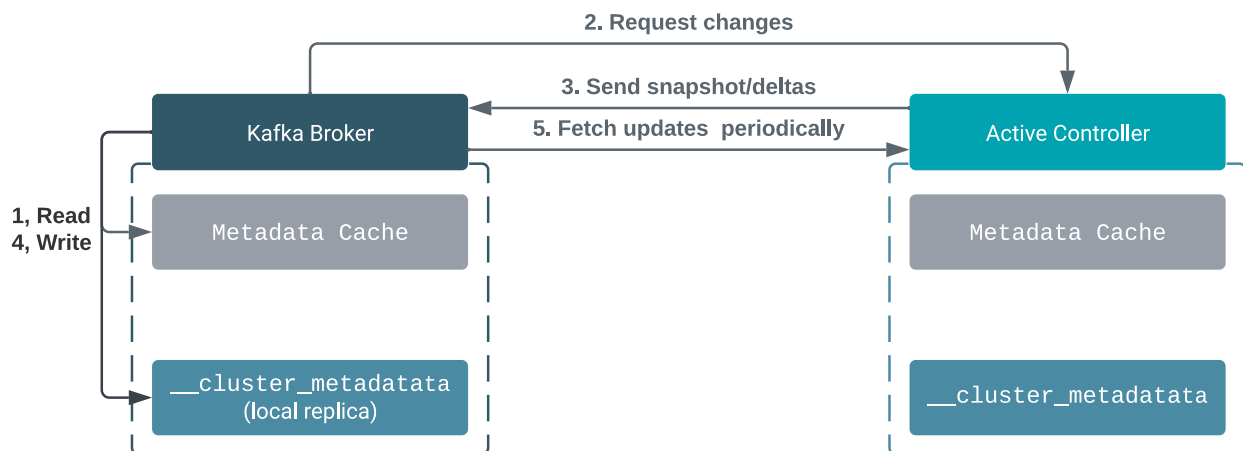 2. Request changes
3. Send snapshot/deltas
Kafka Broker
Active Controller
5. Fetch updates periodically
1, Read
4, Write
Metadata Cache
Metadata Cache
__cluster_metadatata
(local replica)
__cluster_metadatata